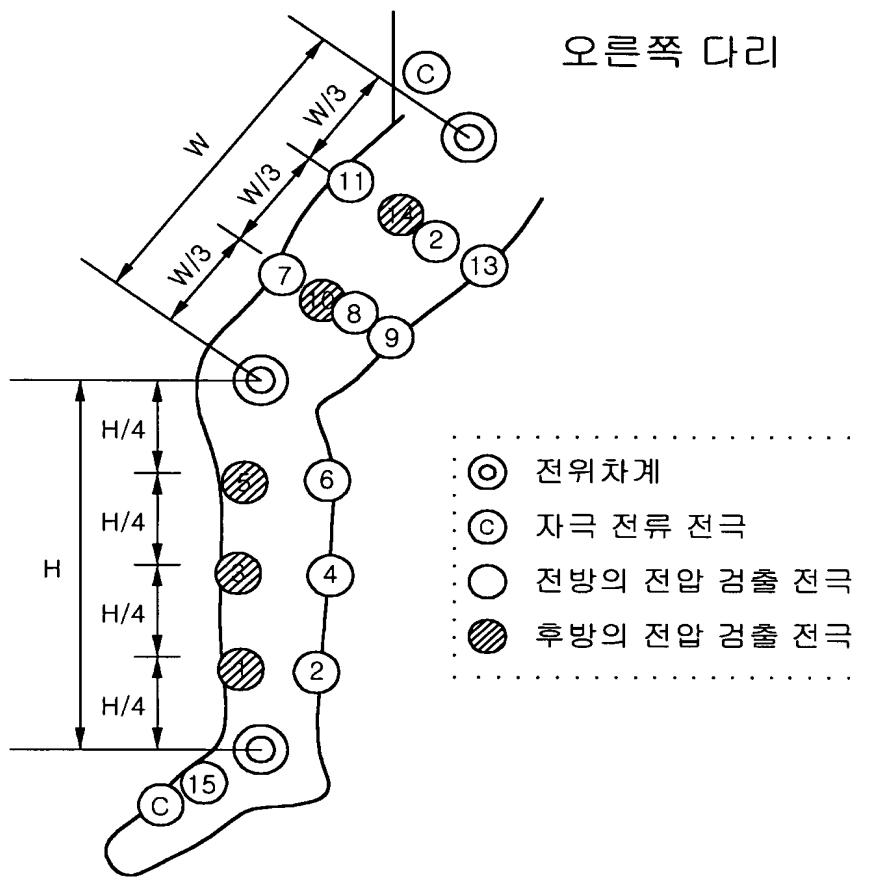 오른쪽 다리
C
W/3
W
11
W/3
14
2
13
W/3
7
10
8
9
H/4
5
6
H/4
전위차계
C 자극 전류 전극
H
3
4
전방의 전압 검출 전극
H/4
후방의 전압 검출 전극
1
2
H/4
15
C